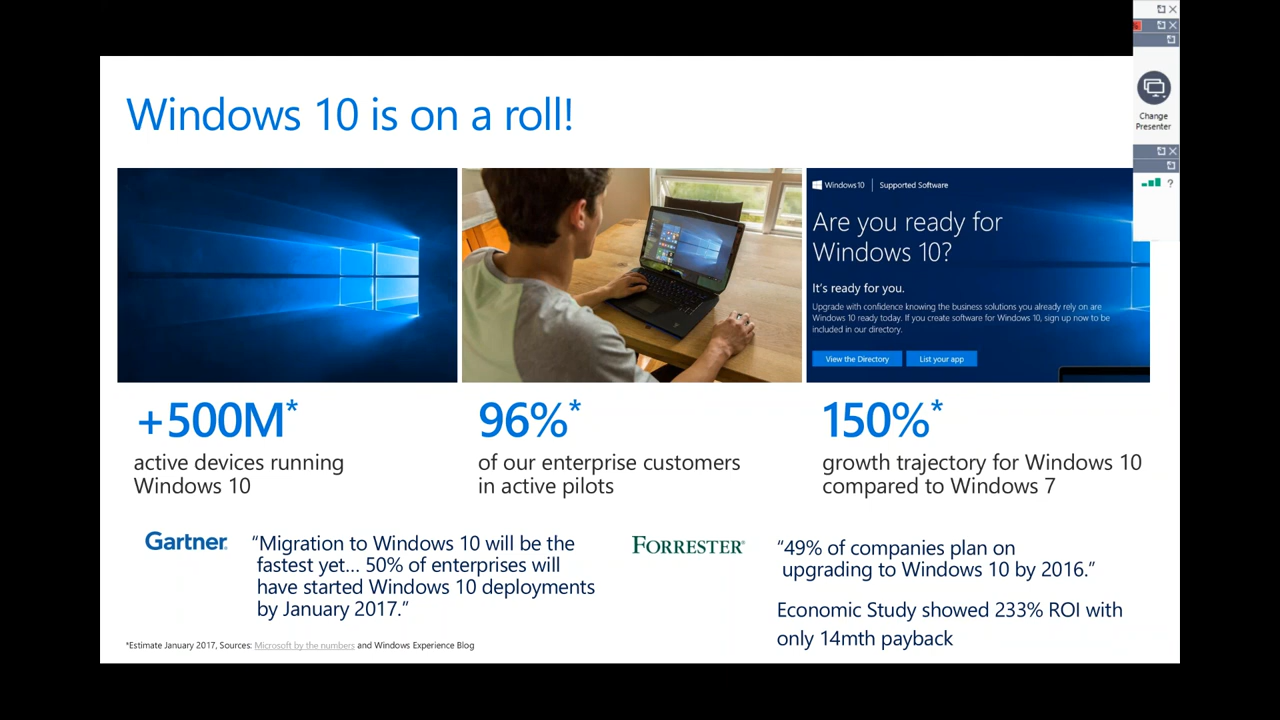 Windows 10 is on a roll!
Change
Presenter
?
Windows10 | Supported Software
Are you ready for
Windows 10?
It's ready for you.
Upgrade with confidence knowing the business solutions you already rely on are
Windows 10 ready today. If you create software for Windows 10, sign up now to be
included in our directory.
View the Directory
List your app
+500M*
active devices running
Windows 10
96%*
of our enterprise customers
in active pilots
150%*
growth trajectory for Windows 10
compared to Windows 7
Gartner
“Migration to Windows 10 will be the
fastest yet... 50% of enterprises will
have started Windows 10 deployments
by January 2017.”
FORRESTER®
“49% of companies plan on
upgrading to Windows 10 by 2016.”
Economic Study showed 233% ROI with
only 14mth payback
*Estimate January 2017, Sources: Microsoft by the numbers and Windows Experience Blog